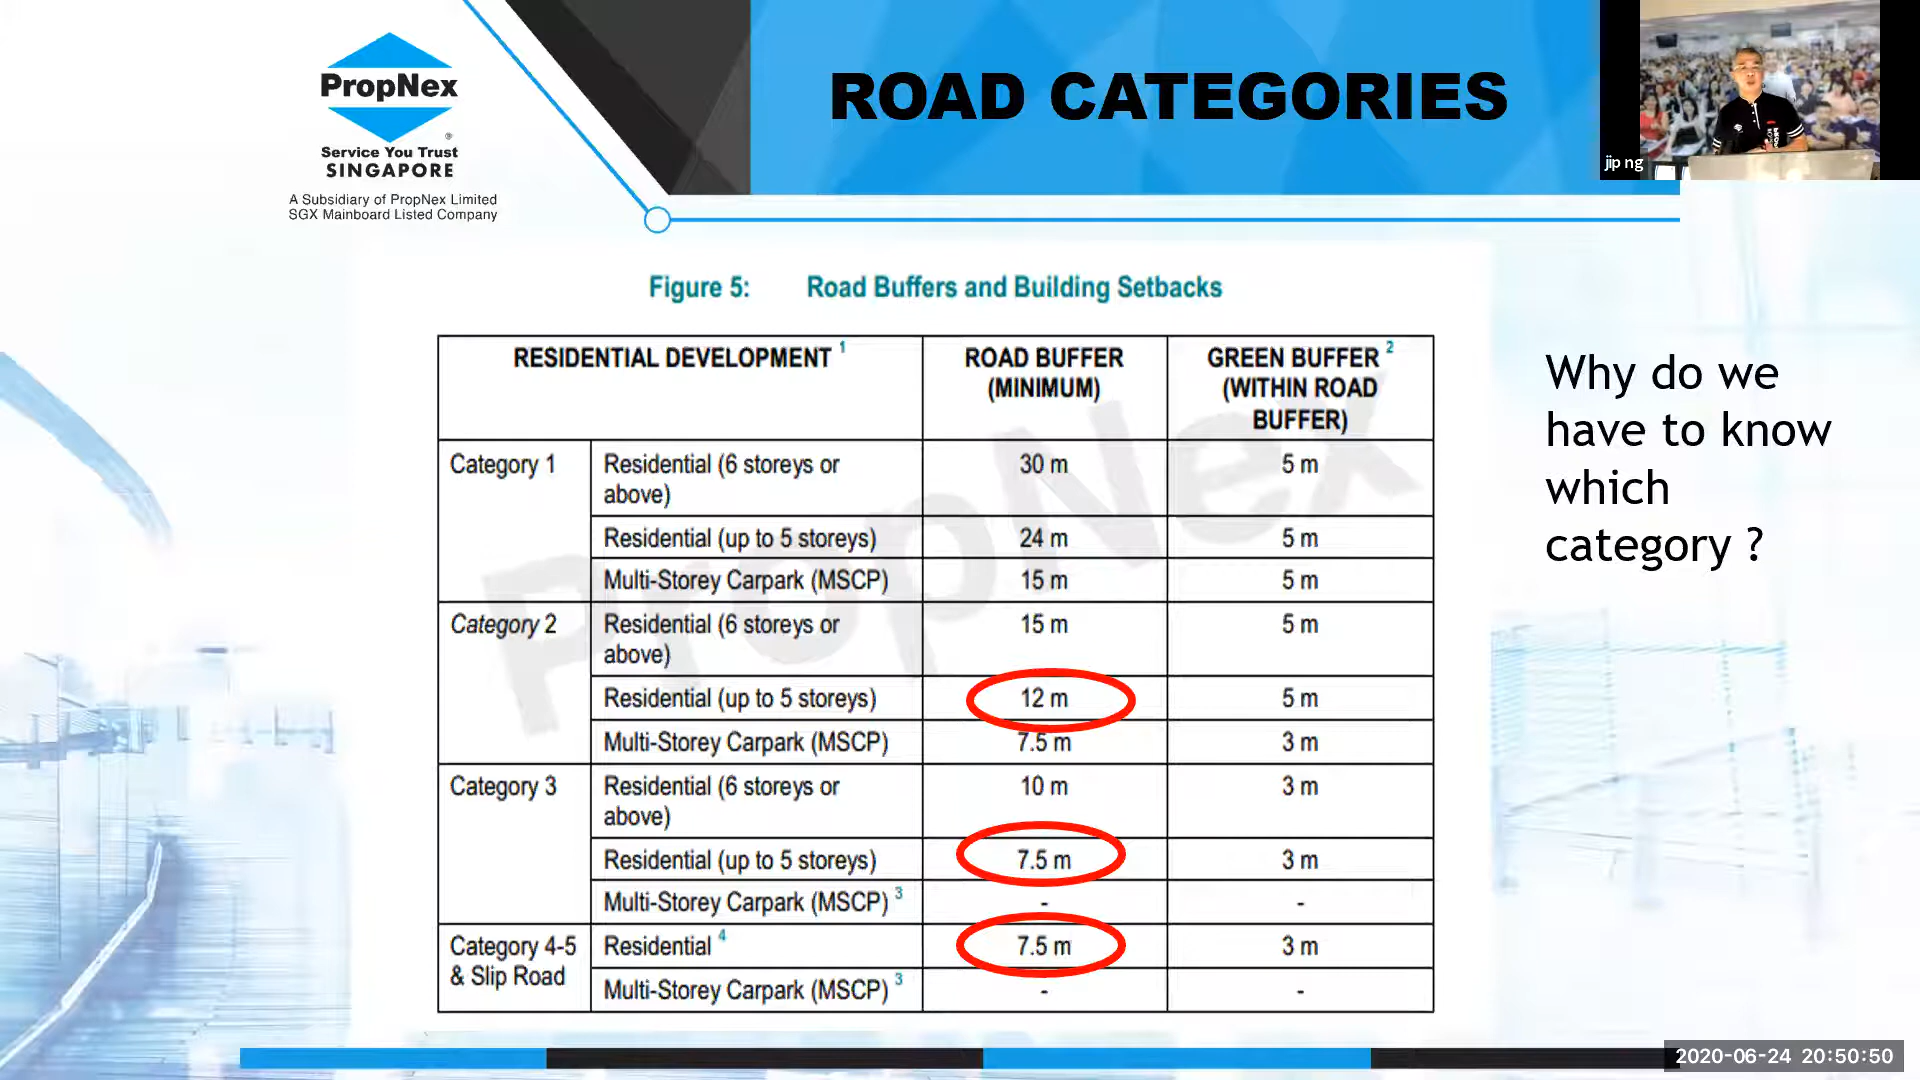 PropNex
®
Service You Trust
SINGAPORE
A Subsidiary of PropNex Limited
SGX Mainboard Listed Company
ROAD CATEGORIES
jip ng
Figure 5: Road Buffers and Building Setbacks
RESIDENTIAL DEVELOPMENT 1
ROAD BUFFER
(MINIMUM)
GREEN BUFFER 2
(WITHIN ROAD
BUFFER)
Category 1
Residential (6 storeys or
above)
30 m
5 m
Residential (up to 5 storeys)
24 m
5 m
Multi-Storey Carpark (MSCP)
15 m
5 m
Category 2
Residential (6 storeys or
above)
15 m
5 m
Residential (up to 5 storeys)
12 m
5 m
Multi-Storey Carpark (MSCP)
7.5 m
3 m
Category 3
Residential (6 storeys or
above)
10 m
3 m
Residential (up to 5 storeys)
7.5 m
3 m
Multi-Storey Carpark (MSCP) 3
-
-
Category 4-5
& Slip Road
Residential 4
7.5 m
3 m
Multi-Storey Carpark (MSCP) 3
-
-
PropNex
Why do we
have to know
which
category ?
2020-06-24 20:50:50